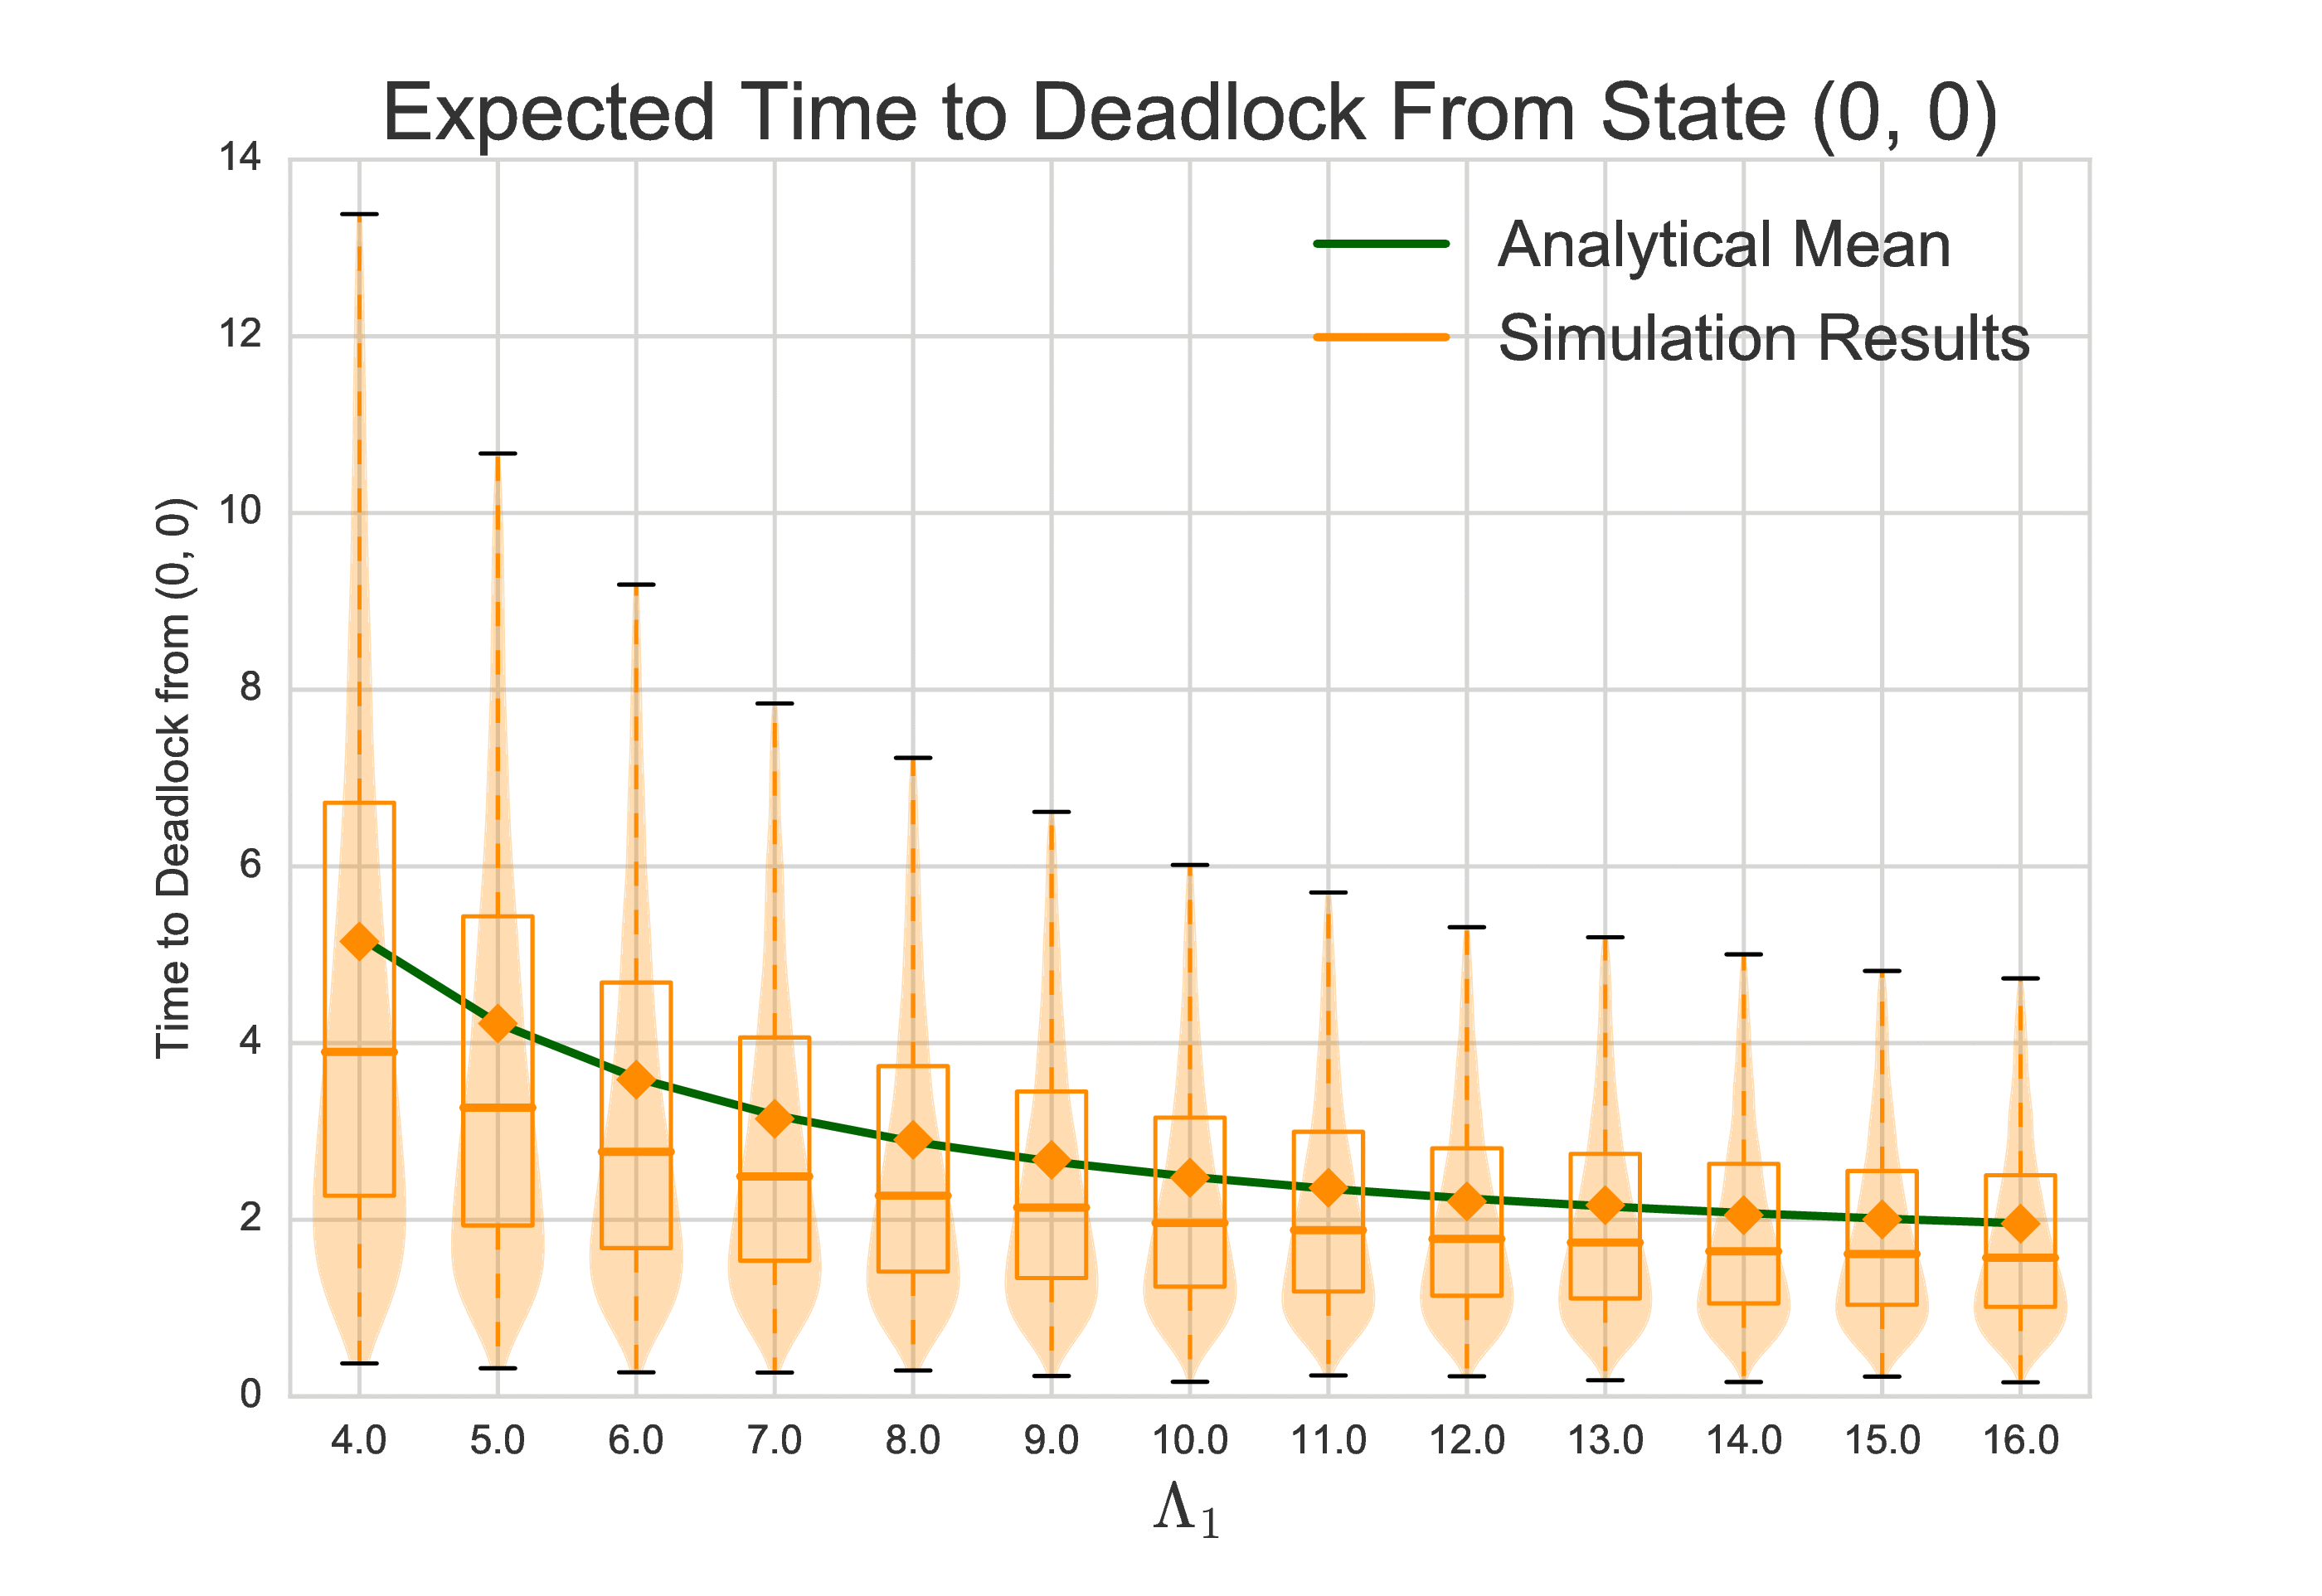 Expected Time to Deadlock From State (0, 0)
Analytical Mean
Simulation Results
Time to Deadlock from (0, 0)
14
12
10
8
6
4
2
0
4.0 5.0 6.0 7.0 8.0 9.0 10.0 11.0 12.0 13.0 14.0 15.0 16.0
Λ₁